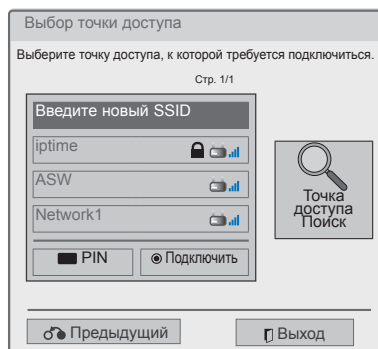 Выбор точки доступа
Выберите точку доступа, к которой требуется подключиться.
Стр. 1/1
Введите новый SSID
iptime
ASW
Network1
PIN
Подключить
Точка
доступа
Поиск
Предыдущий
Выход